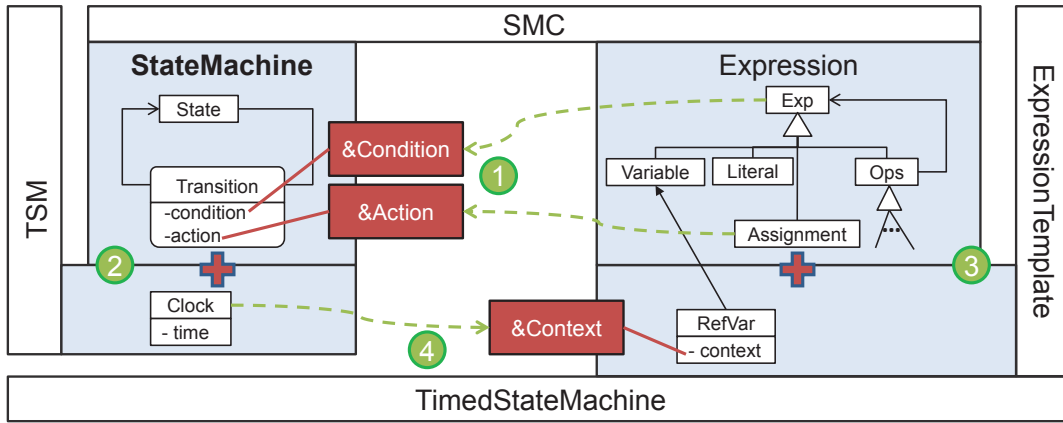 SMC
TSM
StateMachine
State
Transition
-condition
-action
&Condition
&Action
1
Expression
Exp
Variable
Literal
Ops
...
Assignment
ExpressionTemplate
2
3
Clock
- time
4
&Context
RefVar
- context
TimedStateMachine